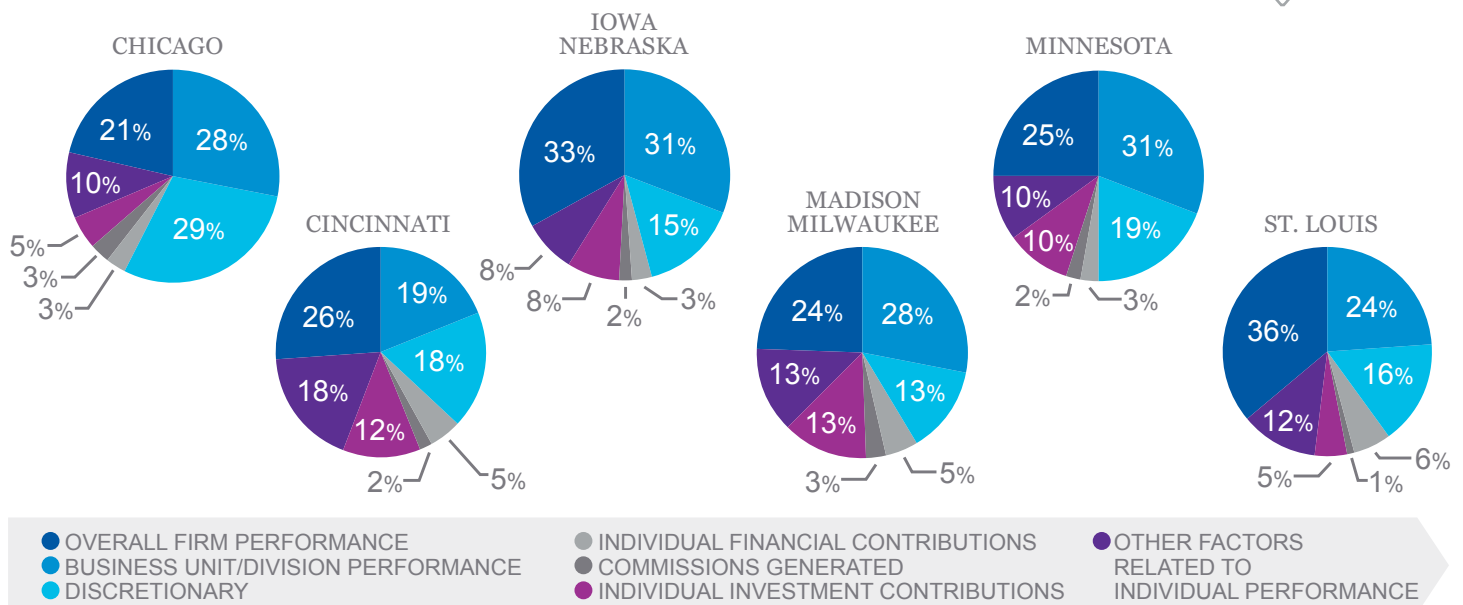 CHICAGO
21%
28%
10%
29%
5%
3%
3%
CINCINNATI
26%
19%
18%
18%
12%
2%
5%
IOWA
NEBRASKA
33%
31%
15%
8%
8%
2%
3%
MADISON
MILWAUKEE
24%
28%
13%
13%
13%
3%
5%
MINNESOTA
25%
31%
10%
19%
10%
2%
3%
ST. LOUIS
36%
24%
16%
12%
5%
1%
6%
OVERALL FIRM PERFORMANCE
BUSINESS UNIT/DIVISION PERFORMANCE
DISCRETIONARY
INDIVIDUAL FINANCIAL CONTRIBUTIONS
COMMISSIONS GENERATED
INDIVIDUAL INVESTMENT CONTRIBUTIONS
OTHER FACTORS
RELATED TO
INDIVIDUAL PERFORMANCE